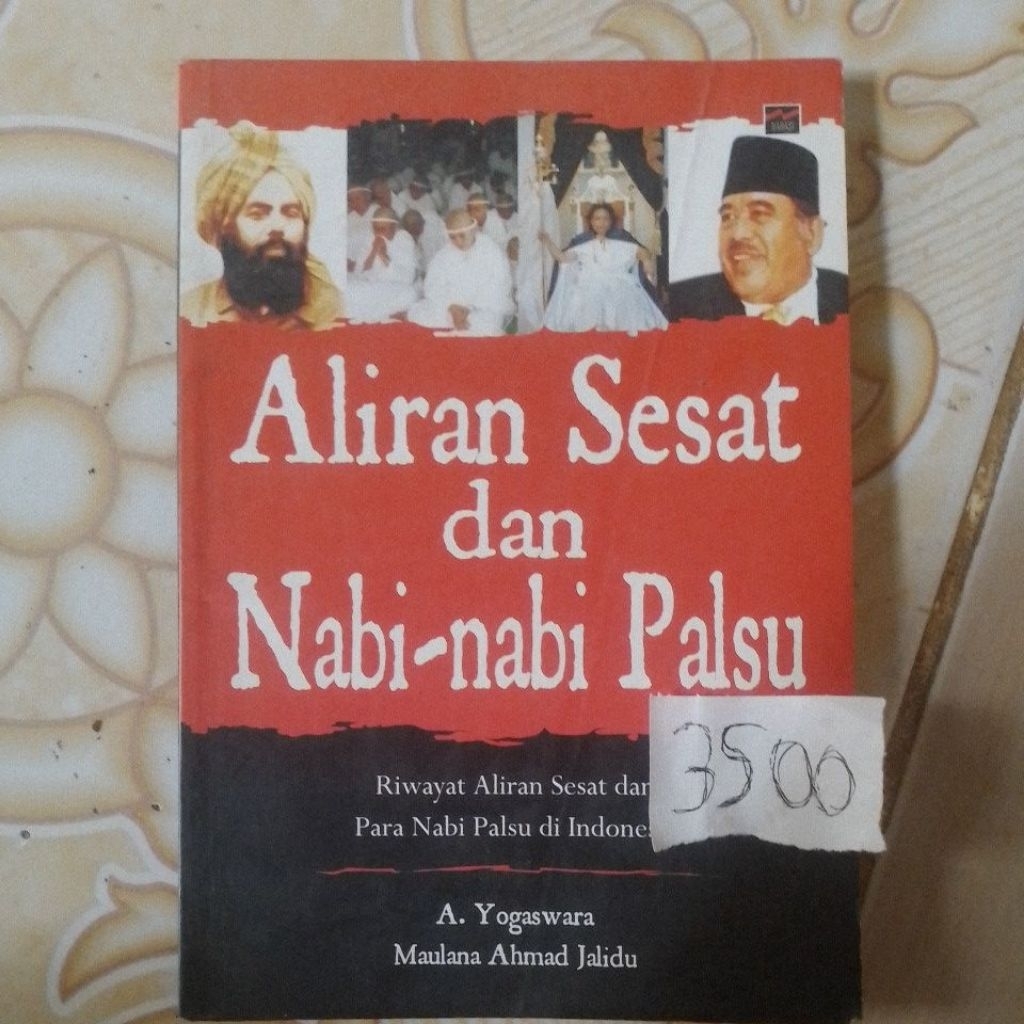 Aliran Sesat
dan
Nabi-nabi Palsu
3500
Riwayat Aliran Sesat dan
Para Nabi Palsu di Indones
A. Yogaswara
Maulana Ahmad Jalidu